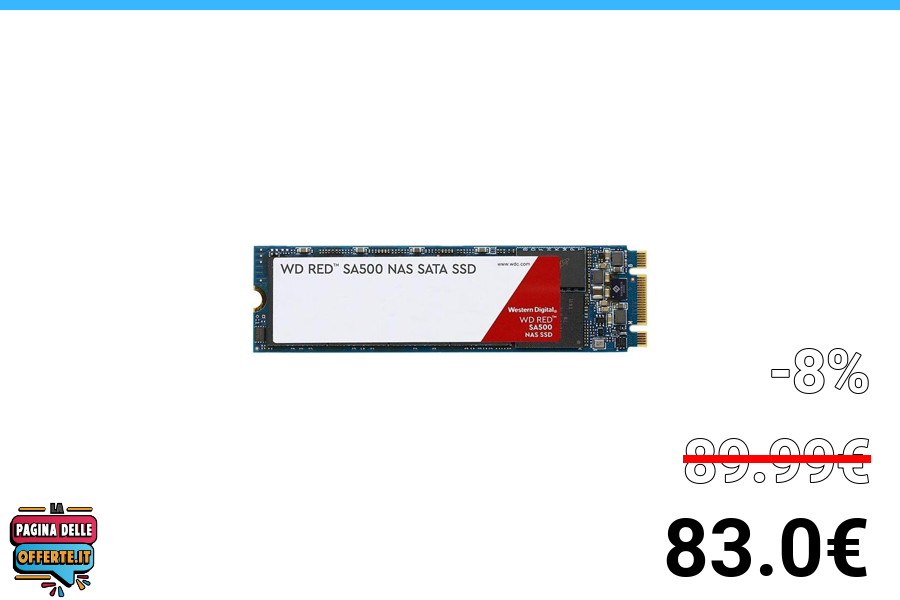 WD RED™ SA500 NAS SATA SSD
www.wdc.com
Western Digital®
WD RED™
SA500
NAS SSD
-8%
89.99€
83.0€
LA
PAGINA DELLE
OFFERTE.IT